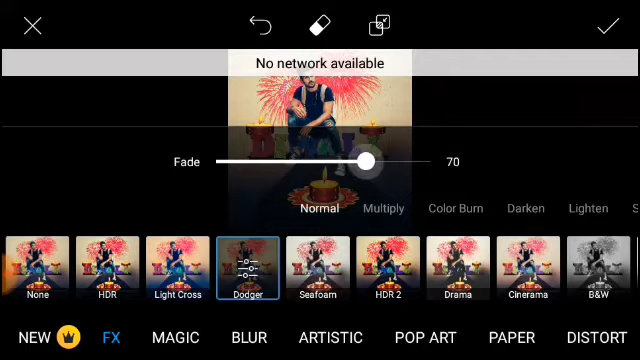 No network available
Fade 70
Normal Multiply Color Burn Darken Lighten S
None HDR Light Cross Dodger Seafoam HDR 2 Drama Cinerama B&W
NEW FX MAGIC BLUR ARTISTIC POP ART PAPER DISTORT